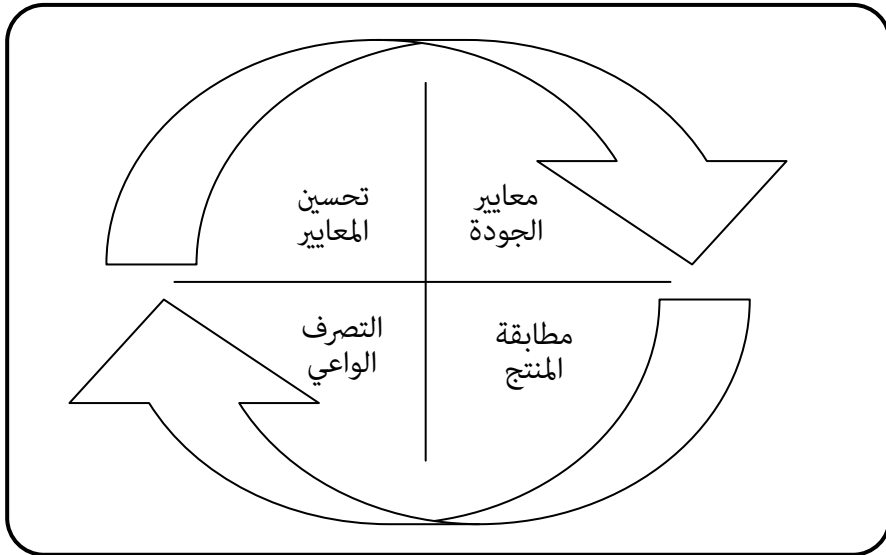 معايير
الجودة
تحسين
المعايير
مطابقة
المنتج
التصرف
الواعي